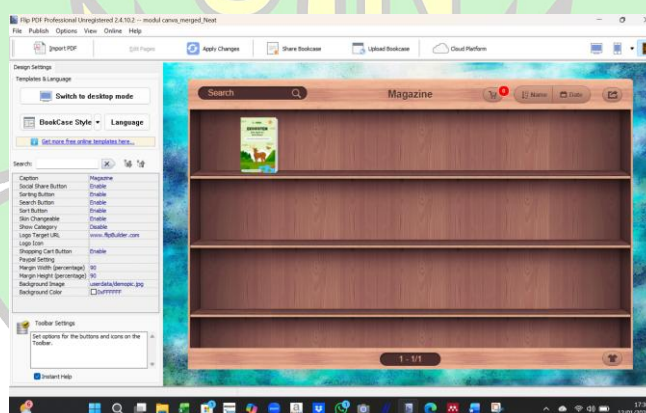 Flip PDF Professional Unregistered 2.4.10.2 -- modul canva_merged_Neat
File Publish Options View Online Help
Import PDF
Edit Pages
Apply Changes
Share Bookcase
Upload Bookcase
Cloud Platform
Design Settings
Templates & Language
Switch to desktop mode
BookCase Style
Language
Get more free online templates here...
Search:
Caption Magazine
Social Share Button Enable
Sorting Button Enable
Search Button Enable
Sort Button Enable
Skin Changeable Enable
Show Category Disable
Logo Target URL www.flipbuilder.com
Logo Icon
Shopping Cart Button Enable
Paypal Setting
Margin Width (percentage) 90
Margin Height (percentage) 90
Background Image userdata/demopic.jpg
Background Color 0xFFFFFF
Toolbar Settings
Set options for the buttons and icons on the
Toolbar.
Instant Help
Search
Magazine
0
Name
Date
EKOSISTEM
1 - 1/1